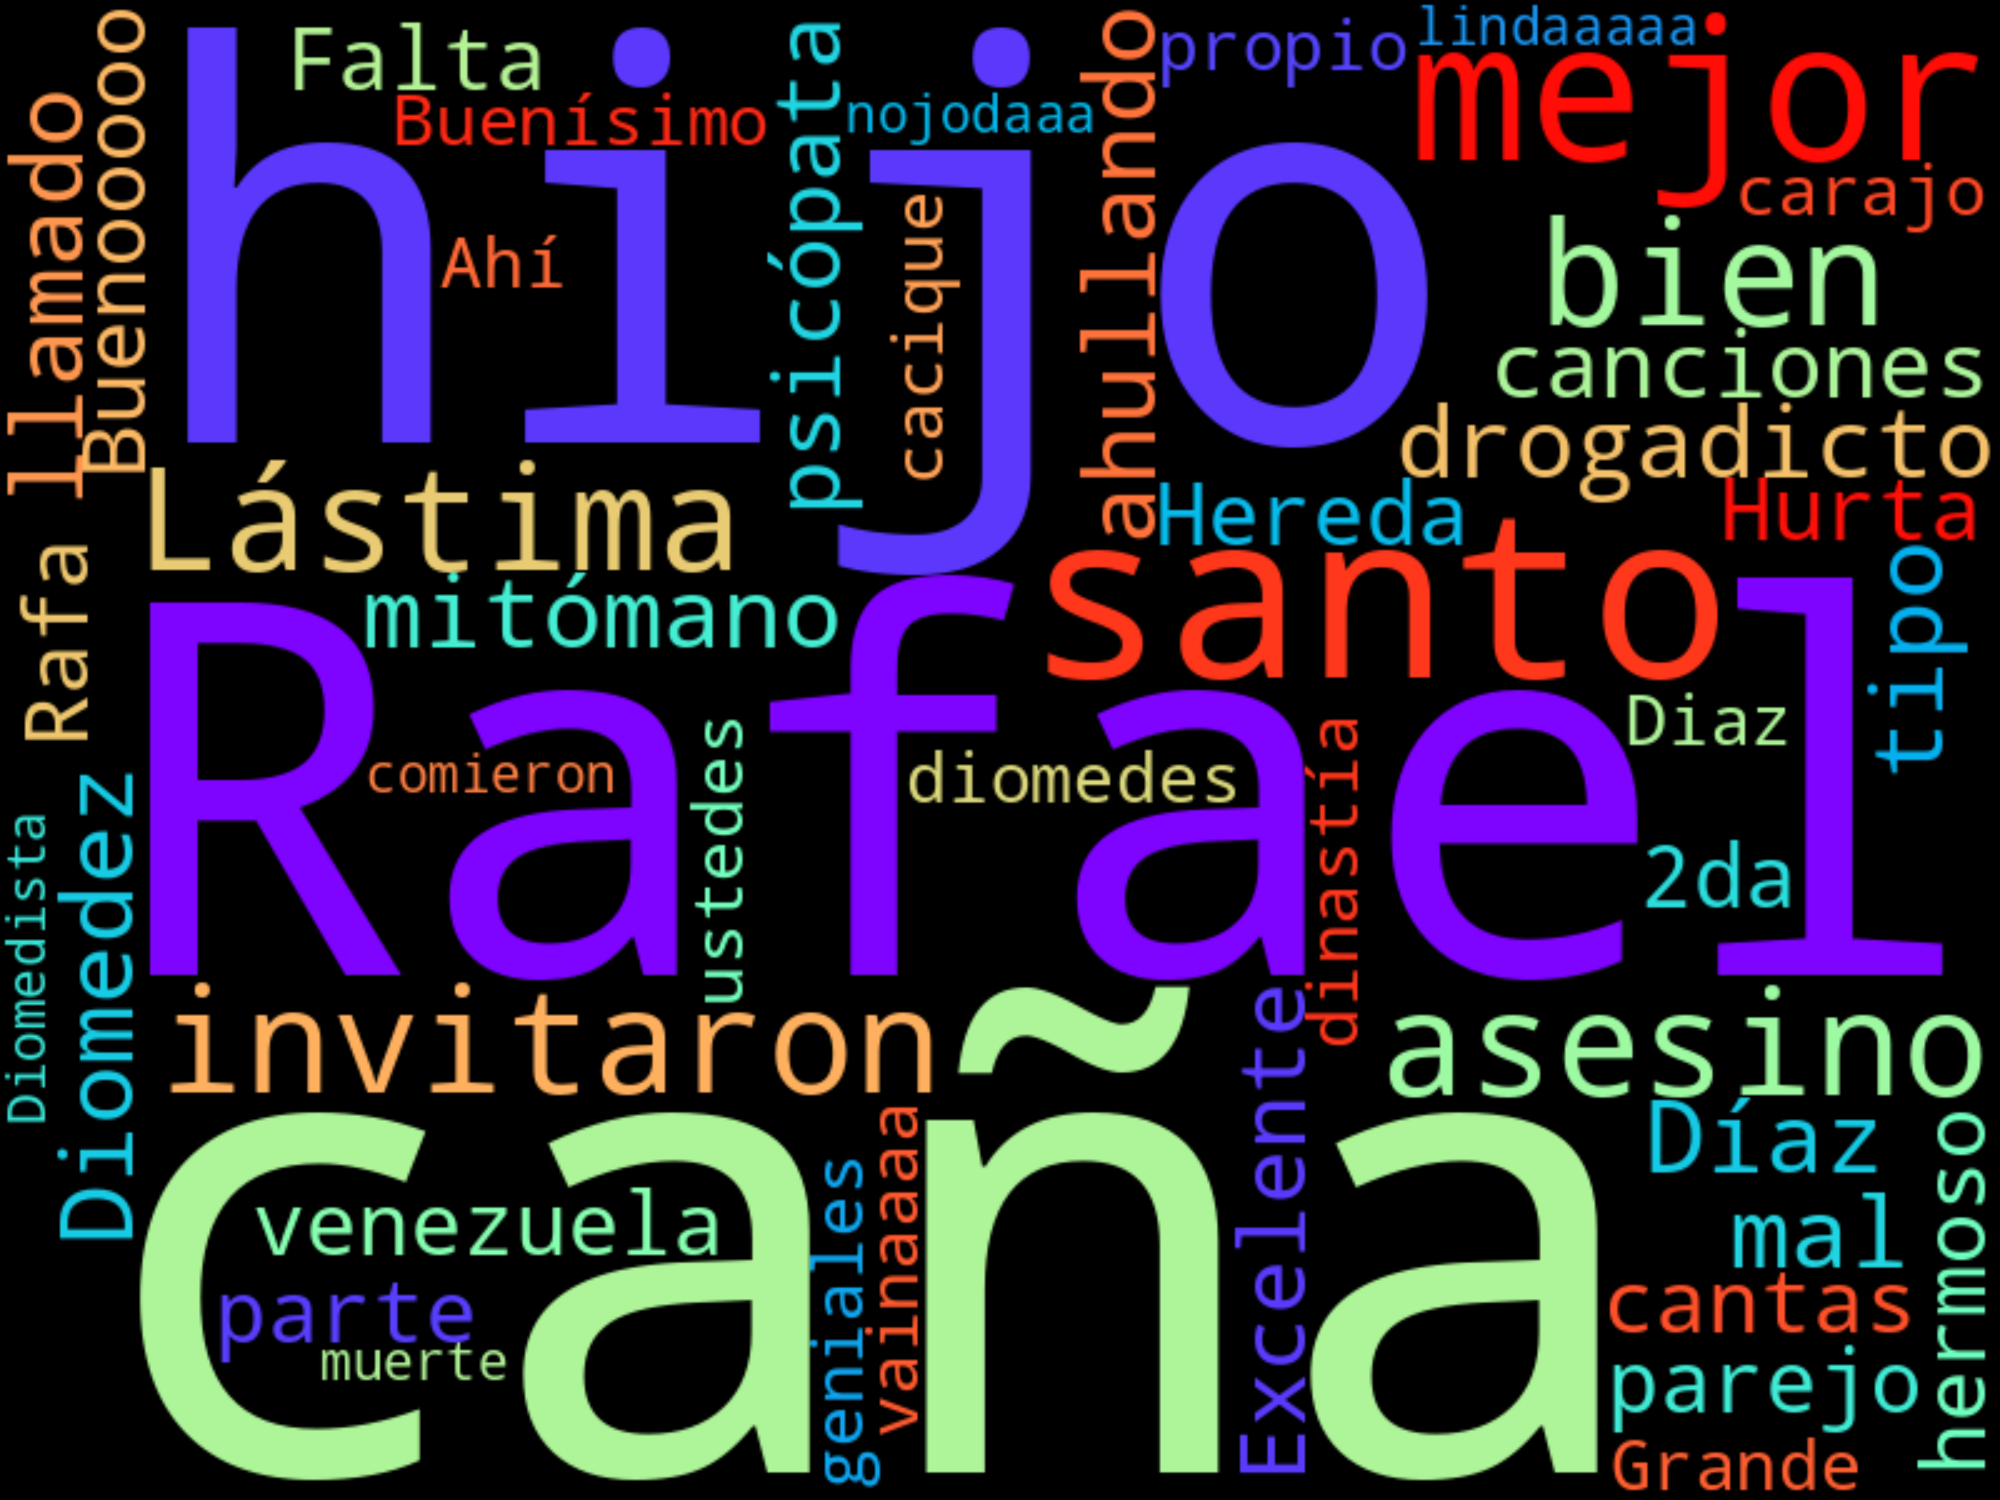 hijo
Falta
Buenísimo
Ahí
psicópata
nojodaaa
cacique
ahullando
propio
lindaaaaa
mejor
carajo
bien
canciones
drogadicto
Hurta
Hereda
llamado
Buenooooooo
Lástima
santo
tipo
Rafa
mitómano
Rafael
comieron
ustedes
diomedes
dinastía
Diaz
2da
Diomedista
Diomedez
invitaron
asesino
caña
Excelente
Díaz
hermoso
venezuela
geniales
vainaaaa
mal
parte
cantas
muerte
parejo
Grande